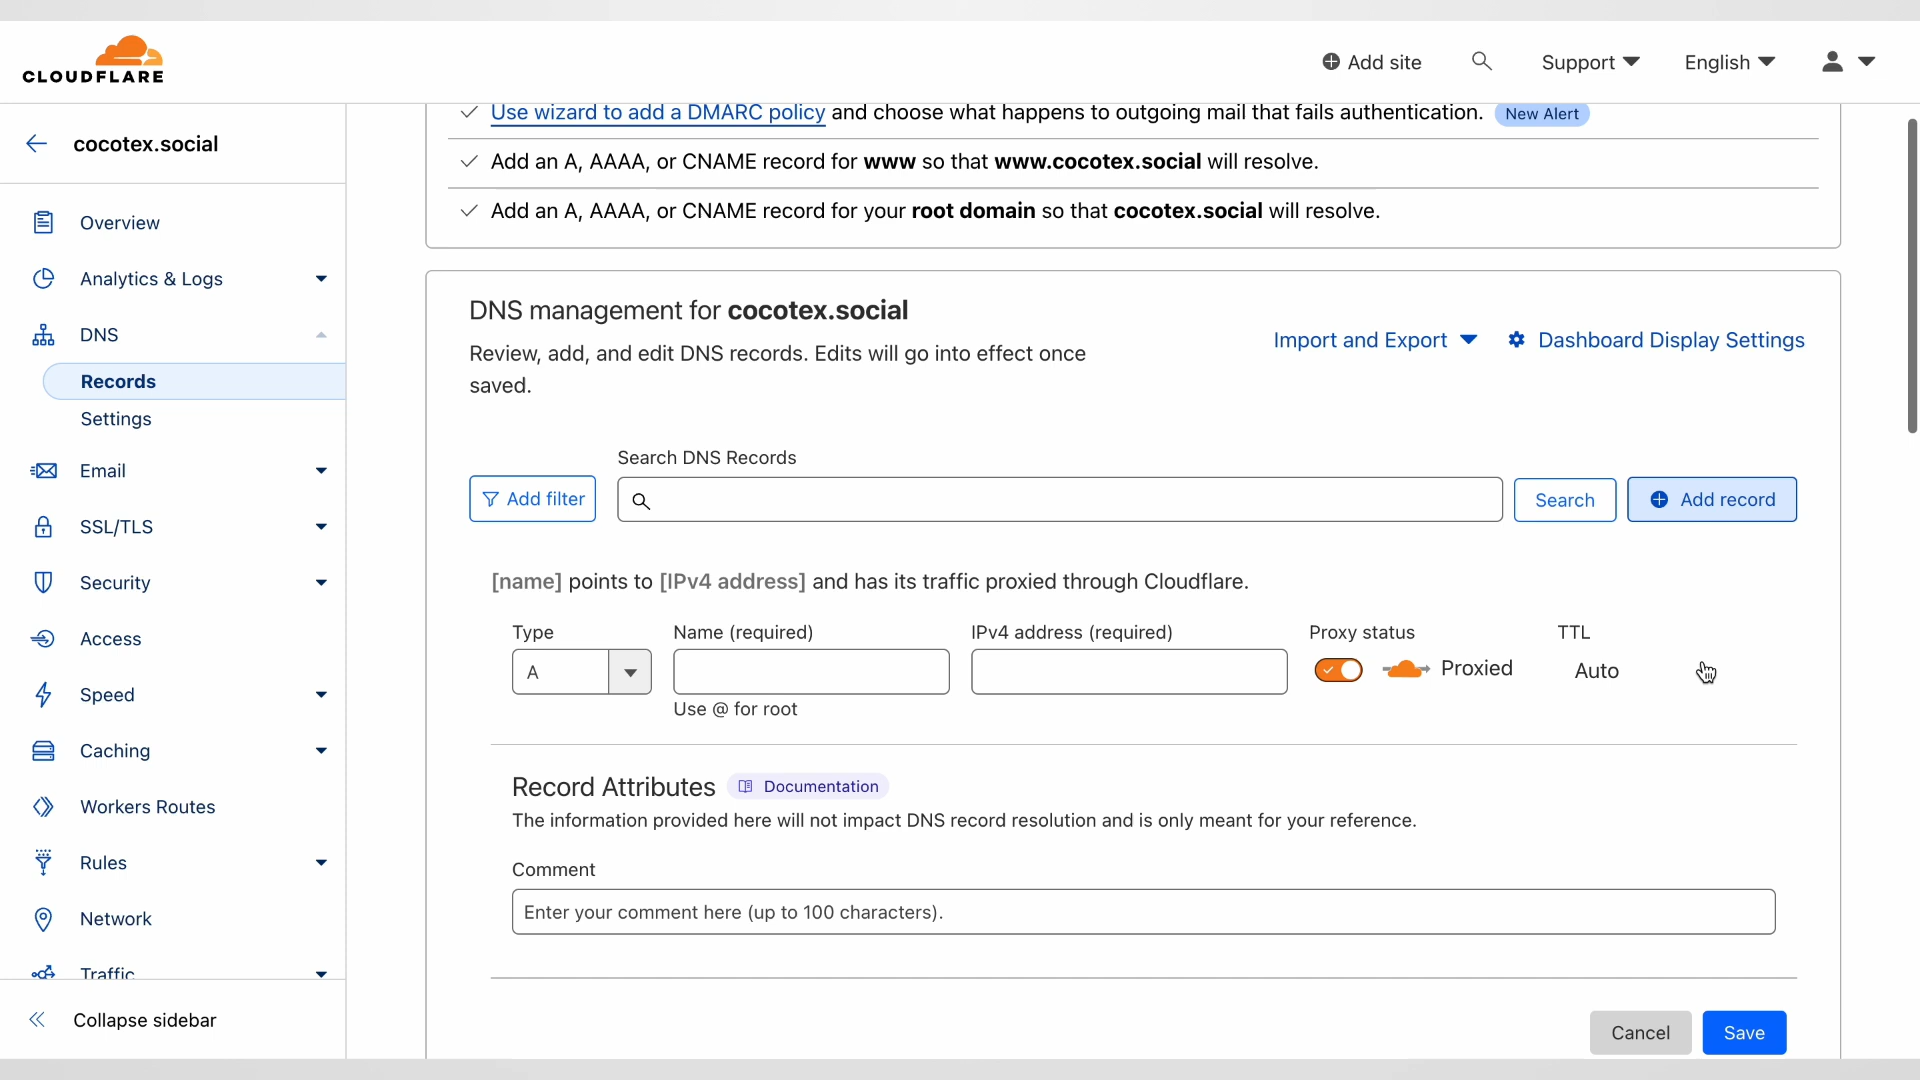 CLOUDFLARE
Add site
Support
English
cocotex.social
Overview
Analytics & Logs
DNS
Records
Settings
Email
SSL/TLS
Security
Access
Speed
Caching
Workers Routes
Rules
Network
Traffic
Collapse sidebar
Use wizard to add a DMARC policy and choose what happens to outgoing mail that fails authentication. New Alert
Add an A, AAAA, or CNAME record for www so that www.cocotex.social will resolve.
Add an A, AAAA, or CNAME record for your root domain so that cocotex.social will resolve.
DNS management for cocotex.social
Review, add, and edit DNS records. Edits will go into effect once
saved.
Import and Export
Dashboard Display Settings
Search DNS Records
Add filter
Search
Add record
[name] points to [IPv4 address] and has its traffic proxied through Cloudflare.
Type
Name (required)
IPv4 address (required)
Proxy status
TTL
A
Proxied
Auto
Use @ for root
Record Attributes
Documentation
The information provided here will not impact DNS record resolution and is only meant for your reference.
Comment
Enter your comment here (up to 100 characters).
Cancel
Save